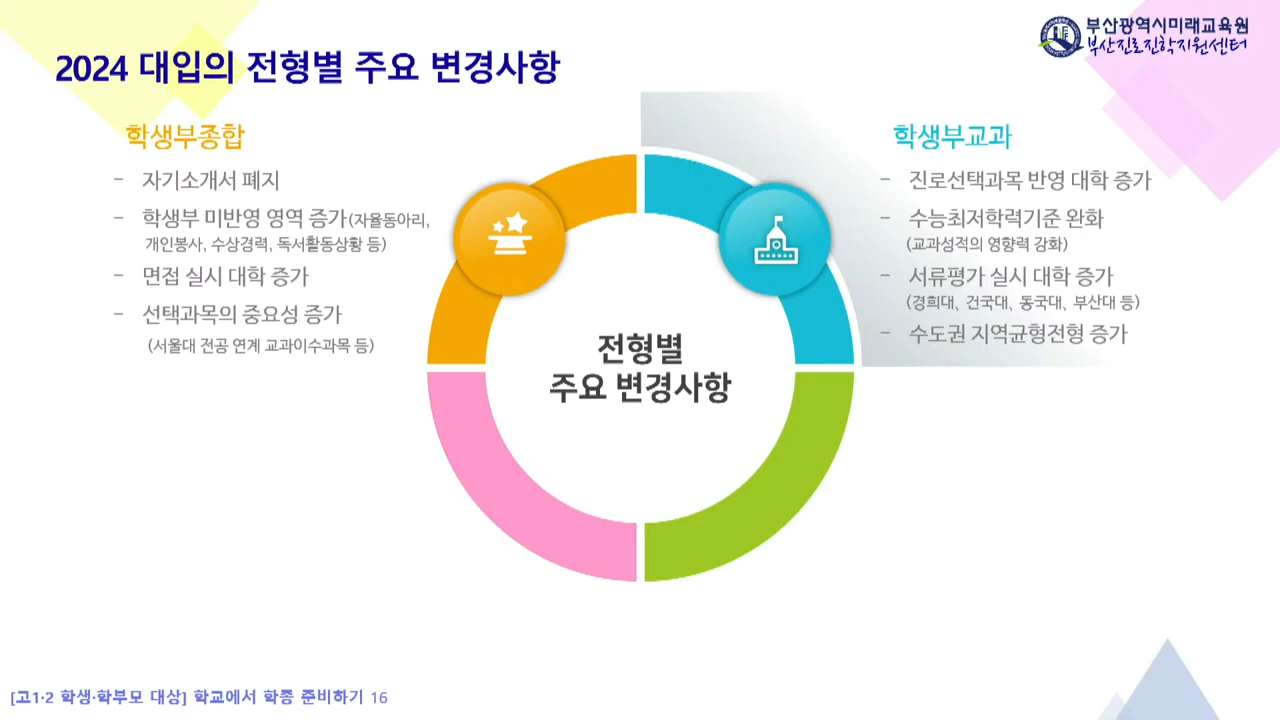 부산광역시미래교육원
부산진로진학지원센터
2024 대입의 전형별 주요 변경사항
학생부종합
- 자기소개서 폐지
- 학생부 미반영 영역 증가(자율동아리,
개인봉사, 수상경력, 독서활동상황 등)
- 면접 실시 대학 증가
- 선택과목의 중요성 증가
(서울대 전공 연계 교과이수과목 등)
학생부교과
- 진로선택과목 반영 대학 증가
- 수능최저학력기준 완화
(교과성적의 영향력 강화)
- 서류평가 실시 대학 증가
(경희대, 건국대, 동국대, 부산대 등)
- 수도권 지역균형전형 증가
전형별
주요 변경사항
[고1·2 학생·학부모 대상] 학교에서 학종 준비하기 16